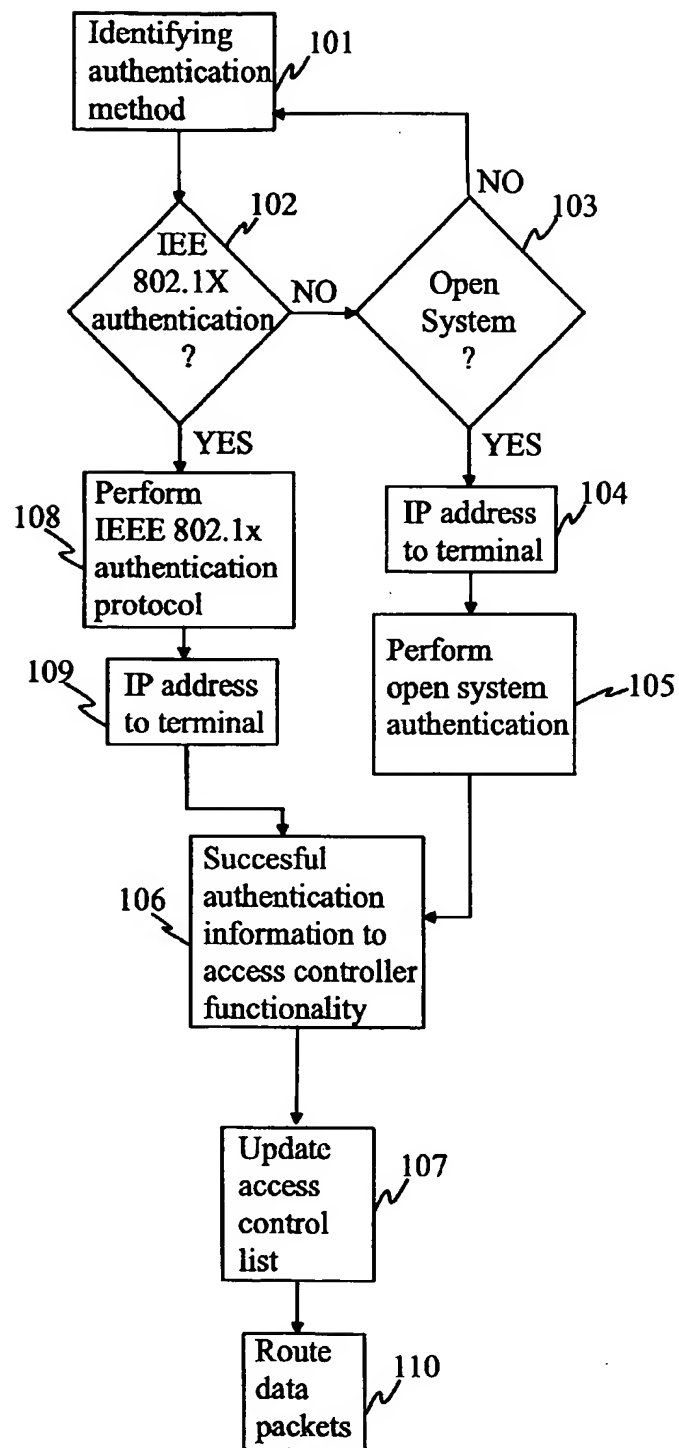 Identifying
authentication
method
101
NO
102
103
IEE
802.1X
authentication
?
NO
Open
System
?
YES
YES
108
Perform
IEEE 802.1x
authentication
protocol
104
IP address
to terminal
109
IP address
to terminal
Perform
open system
authentication
105
106
Succesful
authentication
information to
access controller
functionality
Update
access
control
list
107
Route
data
packets
110